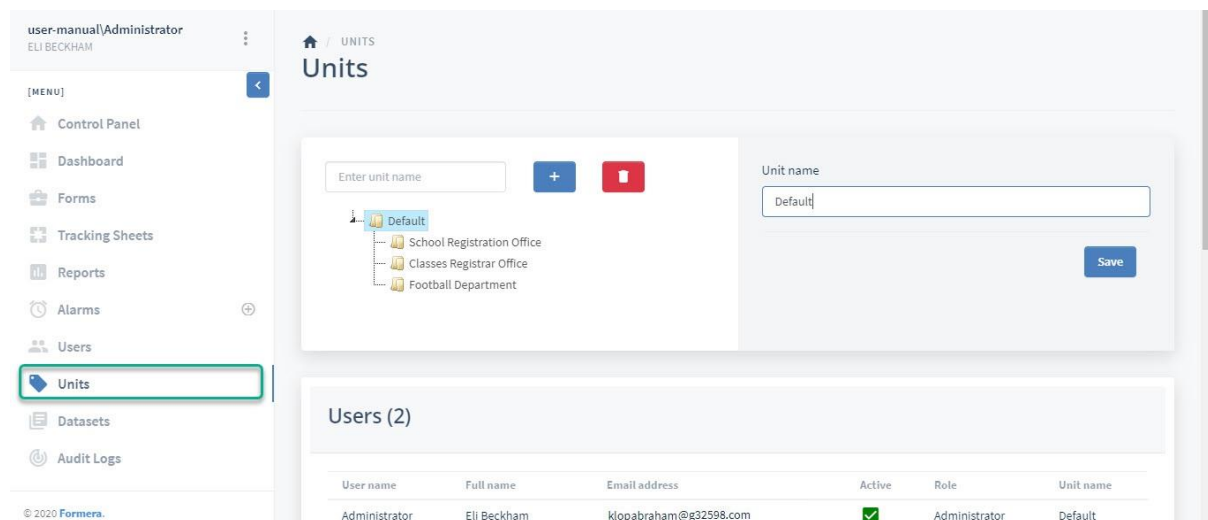 user-manual\Administrator
ELI BECKHAM
[MENU]
Control Panel
Dashboard
Forms
Tracking Sheets
Reports
Alarms
Users
Units
Datasets
Audit Logs
© 2020 Formera.
/ UNITS
Units
Enter unit name
+
Default
School Registration Office
Classes Registrar Office
Football Department
Unit name
Default
Save
Users (2)
User name Full name Email address Active Role Unit name
Administrator Eli Beckham klopabraham@g32598.com Administrator Default